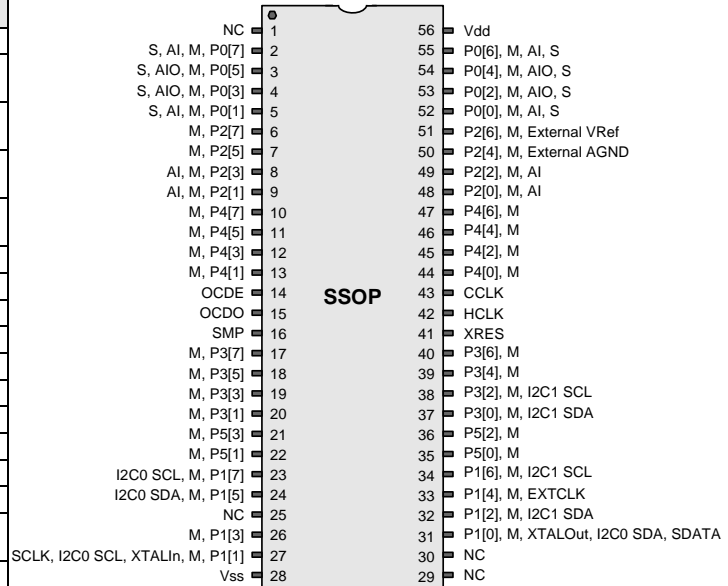 NC 1 56 Vdd
S, AI, M, P0[7] 2 55 P0[6], M, AI, S
S, AIO, M, P0[5] 3 54 P0[4], M, AIO, S
S, AIO, M, P0[3] 4 53 P0[2], M, AIO, S
S, AI, M, P0[1] 5 52 P0[0], M, AI, S
M, P2[7] 6 51 P2[6], M, External VRef
M, P2[5] 7 50 P2[4], M, External AGND
AI, M, P2[3] 8 49 P2[2], M, AI
AI, M, P2[1] 9 48 P2[0], M, AI
M, P4[7] 10 47 P4[6], M
M, P4[5] 11 46 P4[4], M
M, P4[3] 12 45 P4[2], M
M, P4[1] 13 44 P4[0], M
OCDE 14 SSOP 43 CCLK
OCDO 15 42 HCLK
SMP 16 41 XRES
M, P3[7] 17 40 P3[6], M
M, P3[5] 18 39 P3[4], M
M, P3[3] 19 38 P3[2], M, I2C1 SCL
M, P3[1] 20 37 P3[0], M, I2C1 SDA
M, P5[3] 21 36 P5[2], M
M, P5[1] 22 35 P5[0], M
I2C0 SCL, M, P1[7] 23 34 P1[6], M, I2C1 SCL
I2C0 SDA, M, P1[5] 24 33 P1[4], M, EXTCLK
NC 25 32 P1[2], M, I2C1 SDA
M, P1[3] 26 31 P1[0], M, XTALOut, I2C0 SDA, SDATA
SCLK, I2C0 SCL, XTALIn, M, P1[1] 27 30 NC
Vss 28 29 NC